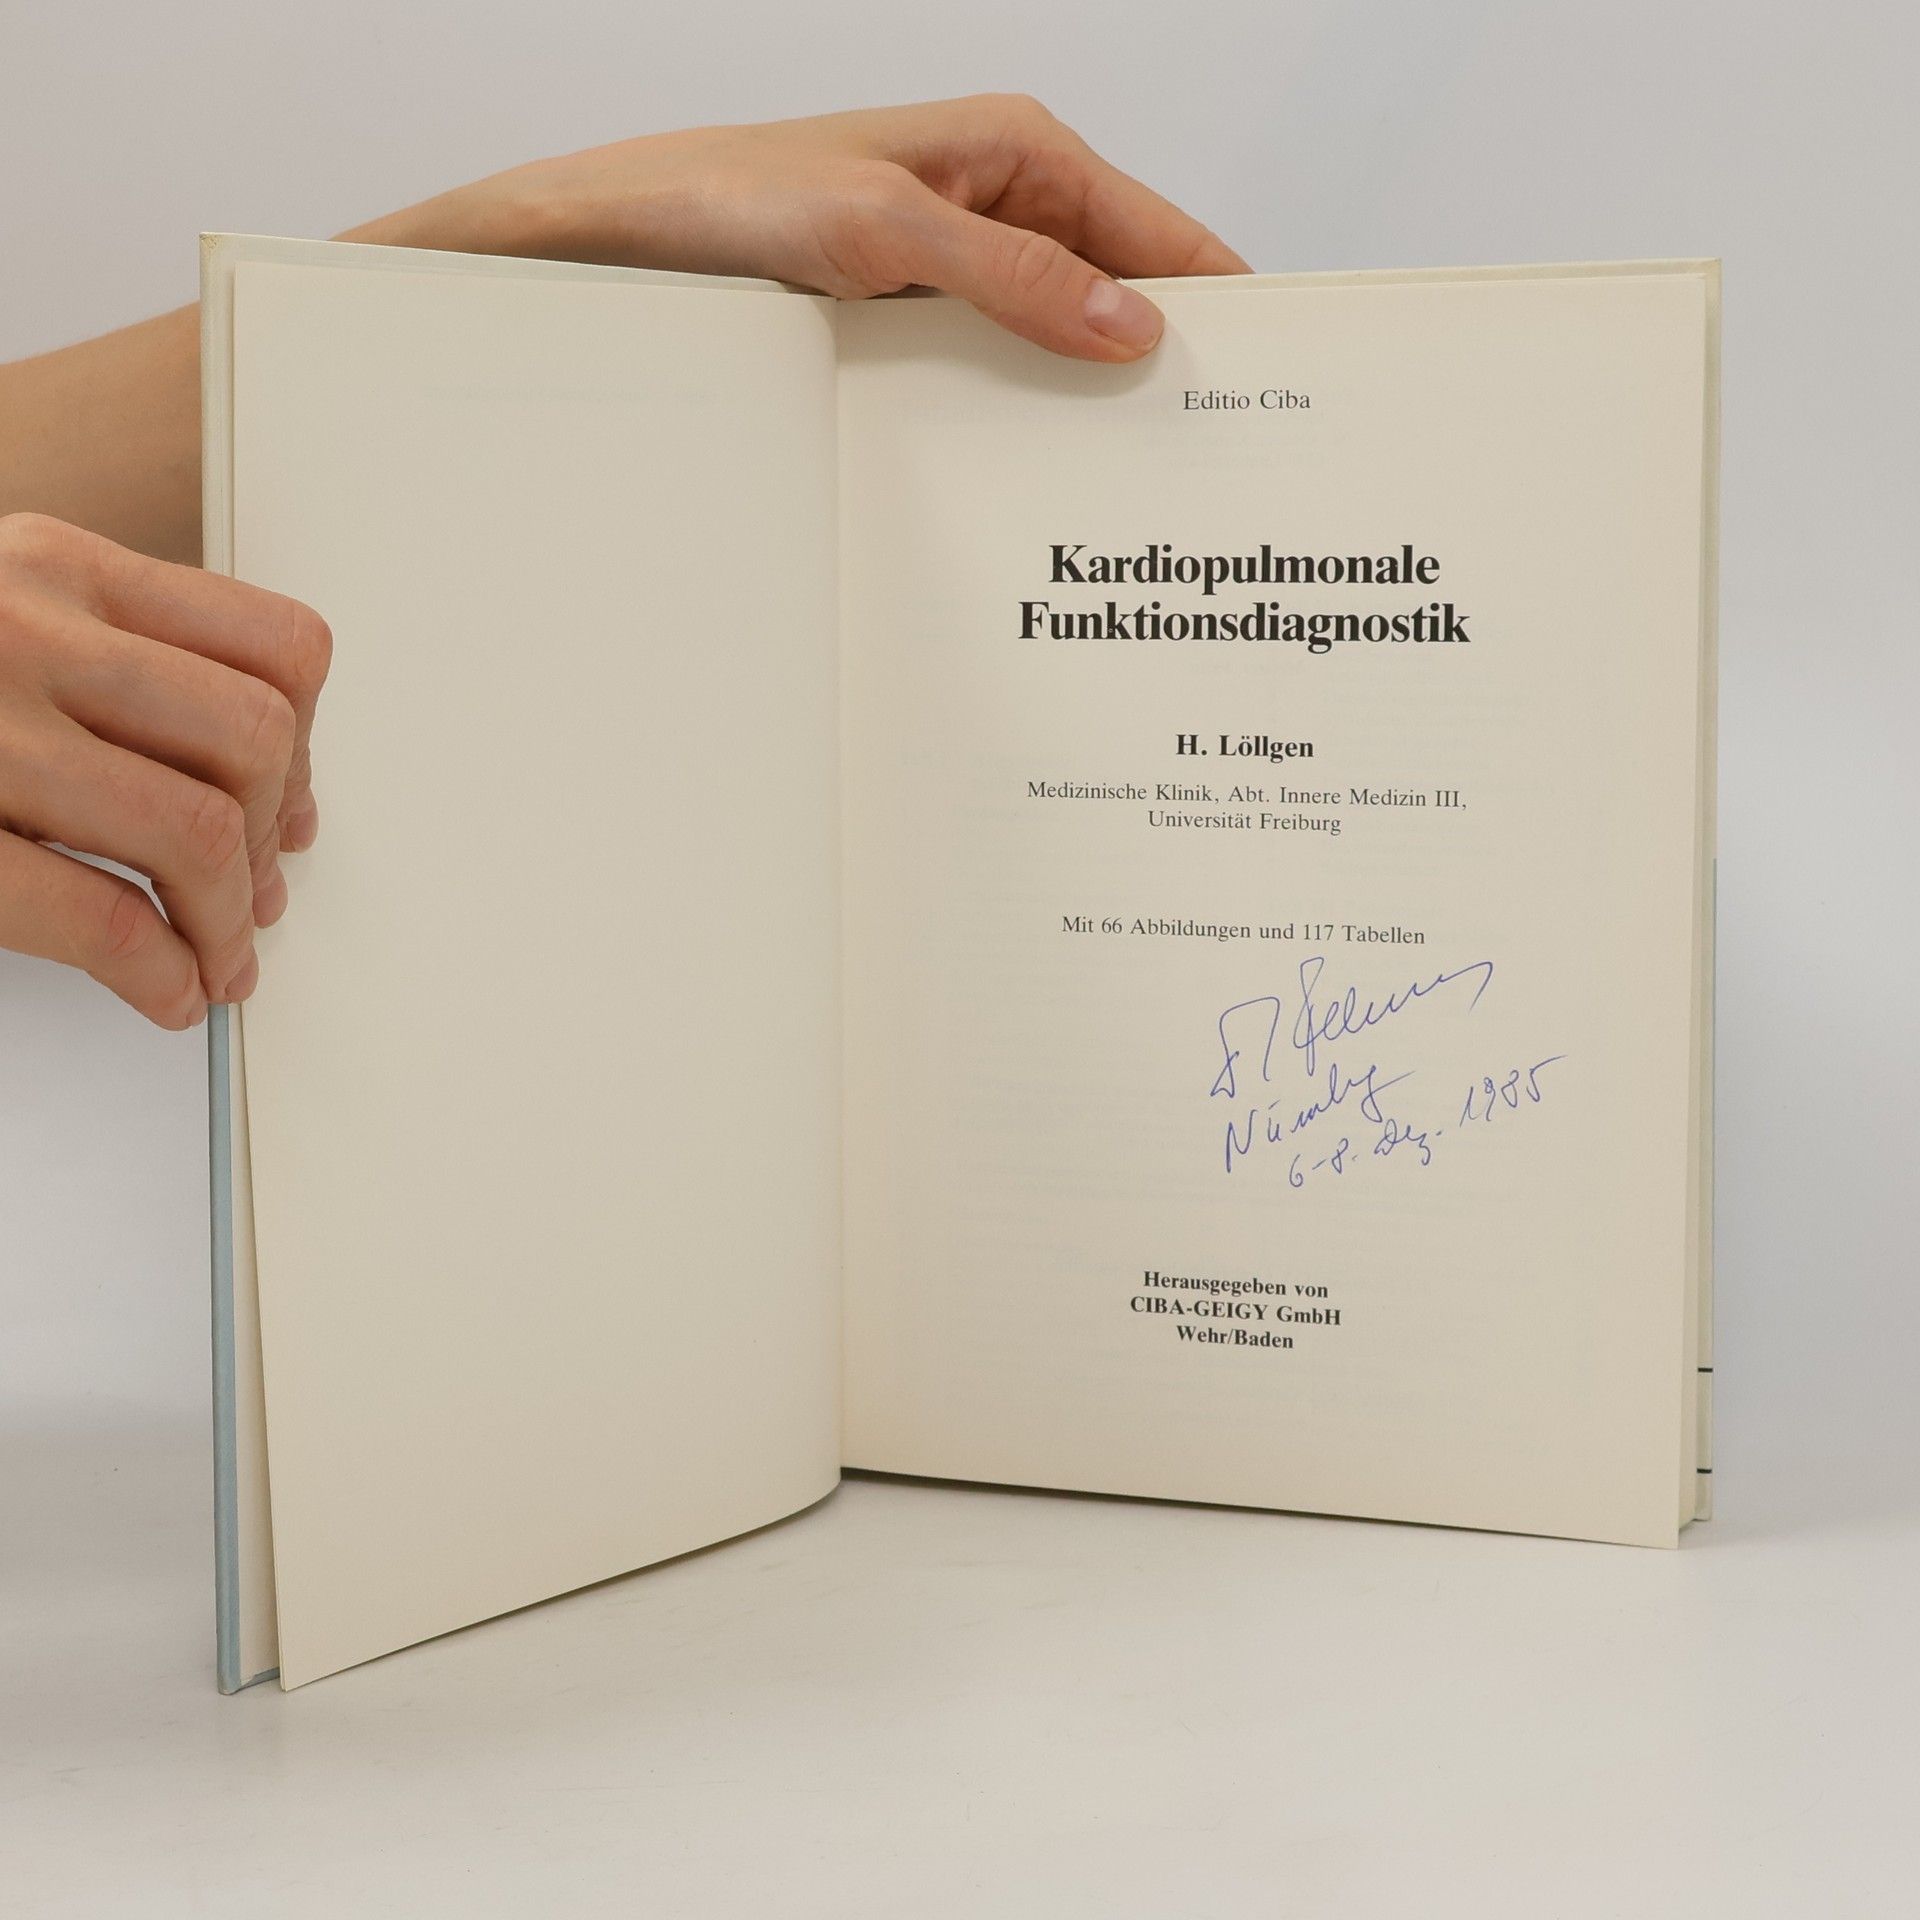 Editio Ciba
Kardiopulmonale
Funktionsdiagnostik
H. Löllgen
Medizinische Klinik, Abt. Innere Medizin III,
Universität Freiburg
Mit 66 Abbildungen und 117 Tabellen
6-8. Dez. 1985
Herausgegeben von
CIBA-GEIGY GmbH
Wehr/Baden